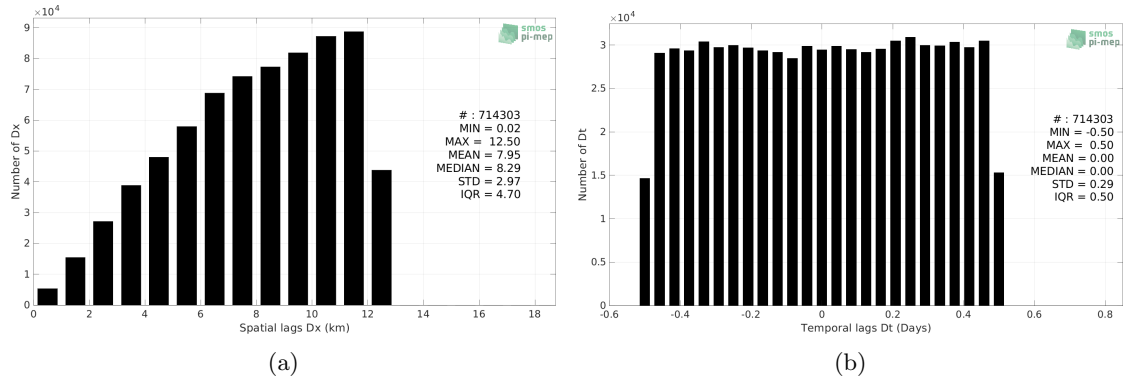 ×10⁴
9
8
7
6
5
4
3
2
1
0
Number of Dx
0 2 4 6 8 10 12 14 16 18
Spatial lags Dx (km)
smos
pi-mep
# : 714303
MIN = 0.02
MAX = 12.50
MEAN = 7.95
MEDIAN = 8.29
STD = 2.97
IQR = 4.70
(a)
×10⁴
3
2.5
2
1.5
1
0.5
0
Number of Dt
-0.6 -0.4 -0.2 0 0.2 0.4 0.6 0.8
Temporal lags Dt (Days)
smos
pi-mep
# : 714303
MIN = -0.50
MAX = 0.50
MEAN = 0.00
MEDIAN = 0.00
STD = 0.29
IQR = 0.50
(b)